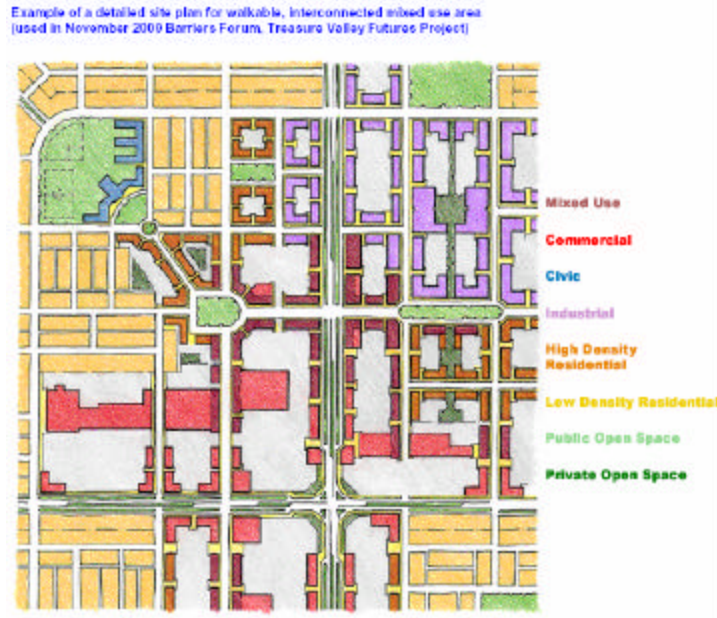 Example of a detailed site plan for walkable, interconnected mixed use area
(used in November 2009 Barriers Forum, Treasure Valley Futures Project)
Mixed Use
Commercial
Civic
Industrial
High Density
Residential
Low Density Residential
Public Open Space
Private Open Space